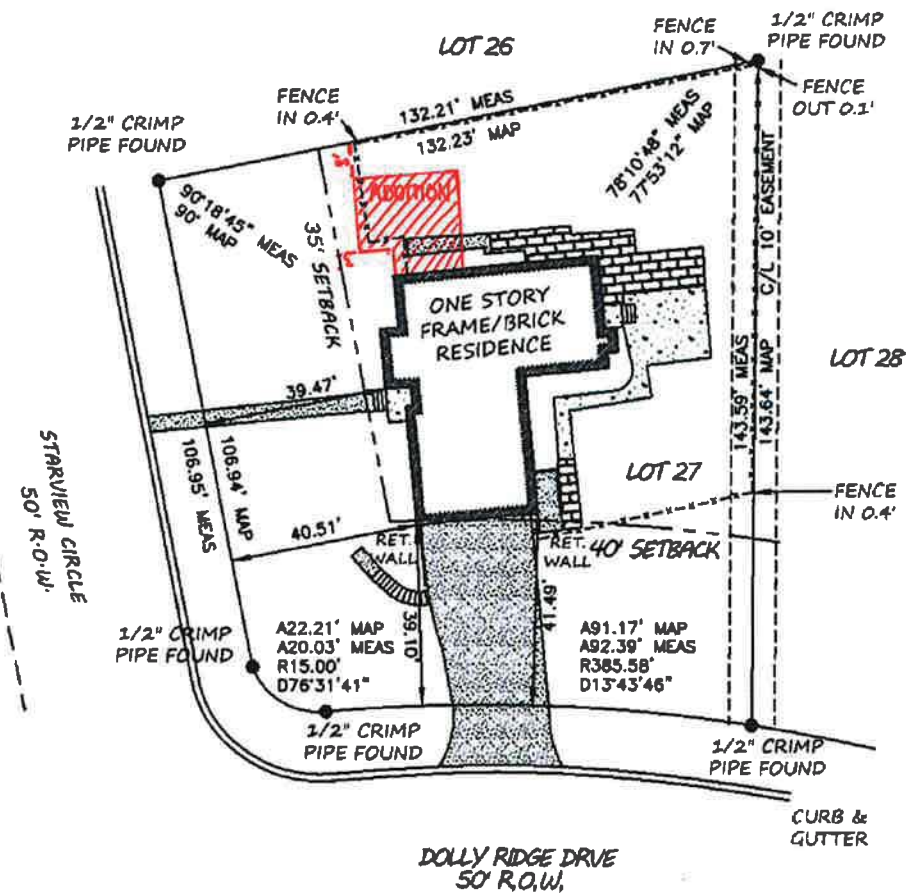 LOT 26
FENCE
IN 0.7'
1/2" CRIMP
PIPE FOUND
FENCE
OUT 0.1'
FENCE
IN 0.4'
132.21' MEAS
132.23' MAP
1/2" CRIMP
PIPE FOUND
90°18'45" MEAS
90° MAP
78°10'48" MEAS
77°53'12" MAP
C/L 10' EASEMENT
ADDITION
35' SETBACK
ONE STORY
FRAME/BRICK
RESIDENCE
LOT 28
143.59' MEAS
143.64' MAP
39.47'
STARVIEW CIRCLE
50' R.O.W.
106.94' MAP
106.95' MEAS
LOT 27
FENCE
IN 0.4'
40.51'
RET.
WALL
RET.
WALL
40' SETBACK
39.10'
41.49'
1/2" CRIMP
PIPE FOUND
A22.21' MAP
A20.03' MEAS
R15.00'
D76°31'41"
A91.17' MAP
A92.39' MEAS
R385.58'
D13°43'46"
1/2" CRIMP
PIPE FOUND
1/2" CRIMP
PIPE FOUND
CURB &
GUTTER
DOLLY RIDGE DRVE
50' R.O.W.